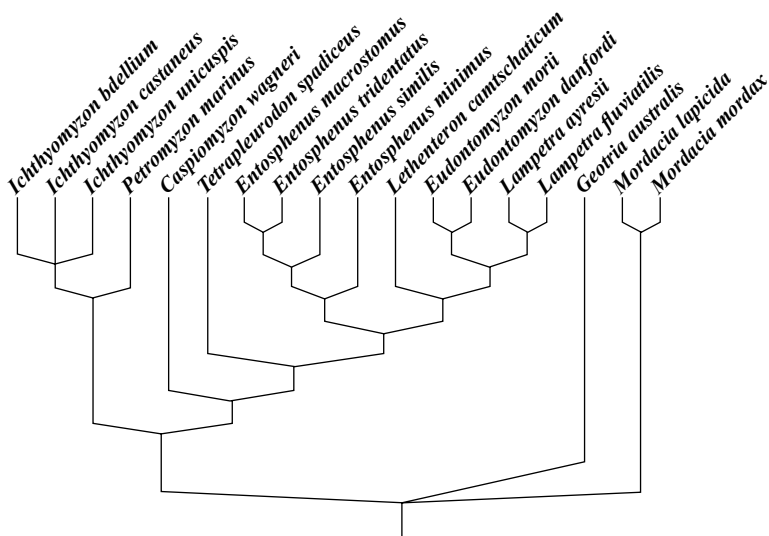 Ichthyomyzon bdellium
Ichthyomyzon castaneus
Ichthyomyzon unicuspis
Petromyzon marinus
Caspiomyzon wagneri
Tetrapleurodon spadiceus
Entosphenus macrostomus
Entosphenus tridentatus
Entosphenus similis
Entosphenus minimus
Lethenteron camtschaticum
Eudontomyzon morii
Eudontomyzon danfordi
Lampetra ayresii
Lampetra fluviatilis
Geotria australis
Mordacia lapicida
Mordacia mordax